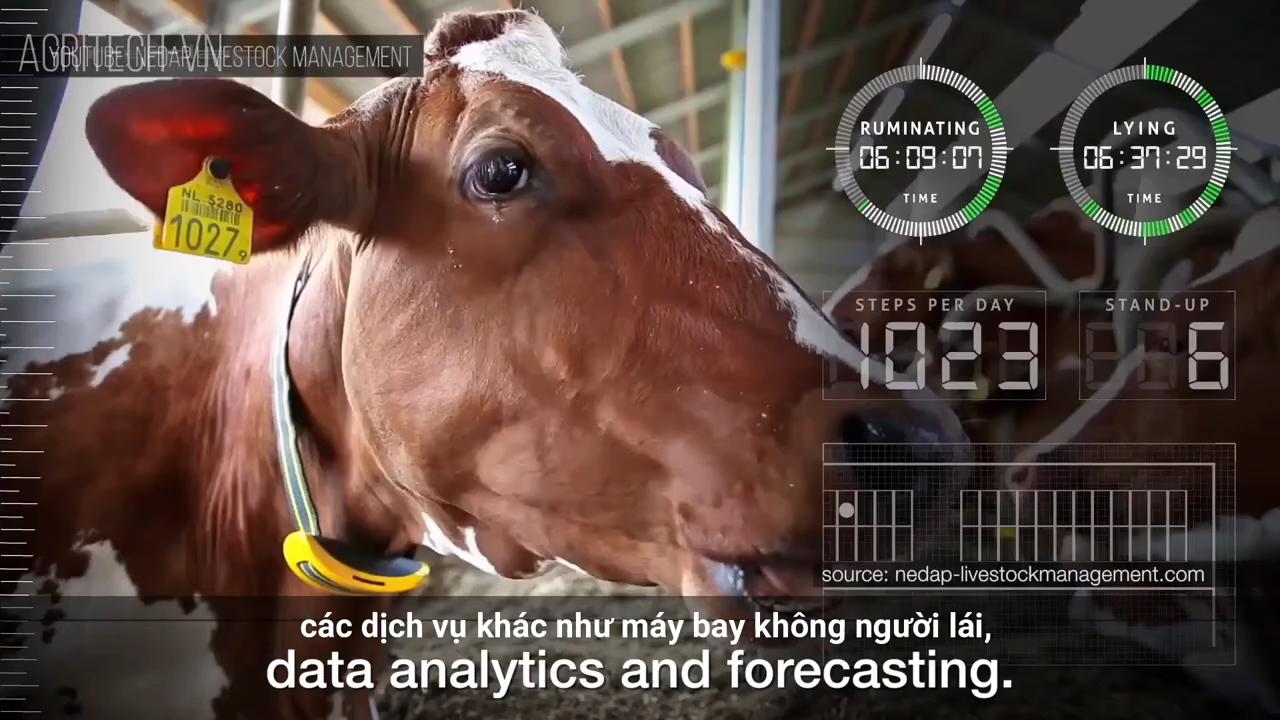 AGRITECH VN
YOUTUBE: NEDAP LIVESTOCK MANAGEMENT
RUMINATING
06:09:07
TIME
LYING
06:37:29
TIME
NL 3280
1027
9
STEPS PER DAY
1023
STAND-UP
6
source: nedap-livestockmanagement.com
các dịch vụ khác như máy bay không người lái,
data analytics and forecasting.